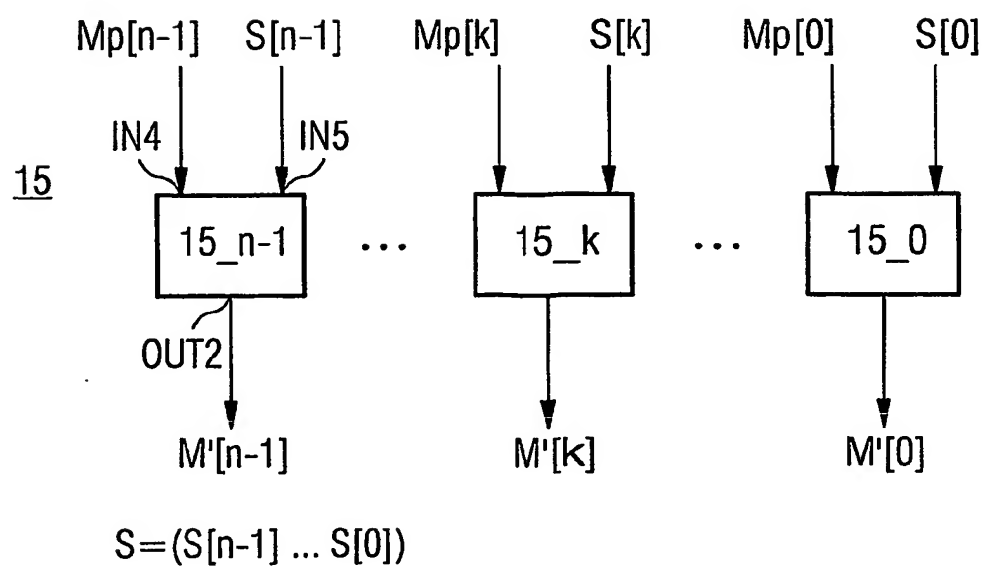 Mp[n-1] S[n-1] Mp[k] S[k] Mp[0] S[0]
IN4 IN5
15
15_n-1 ... 15_k ... 15_0
OUT2
M'[n-1] M'[k] M'[0]
S=(S[n-1] ... S[0])